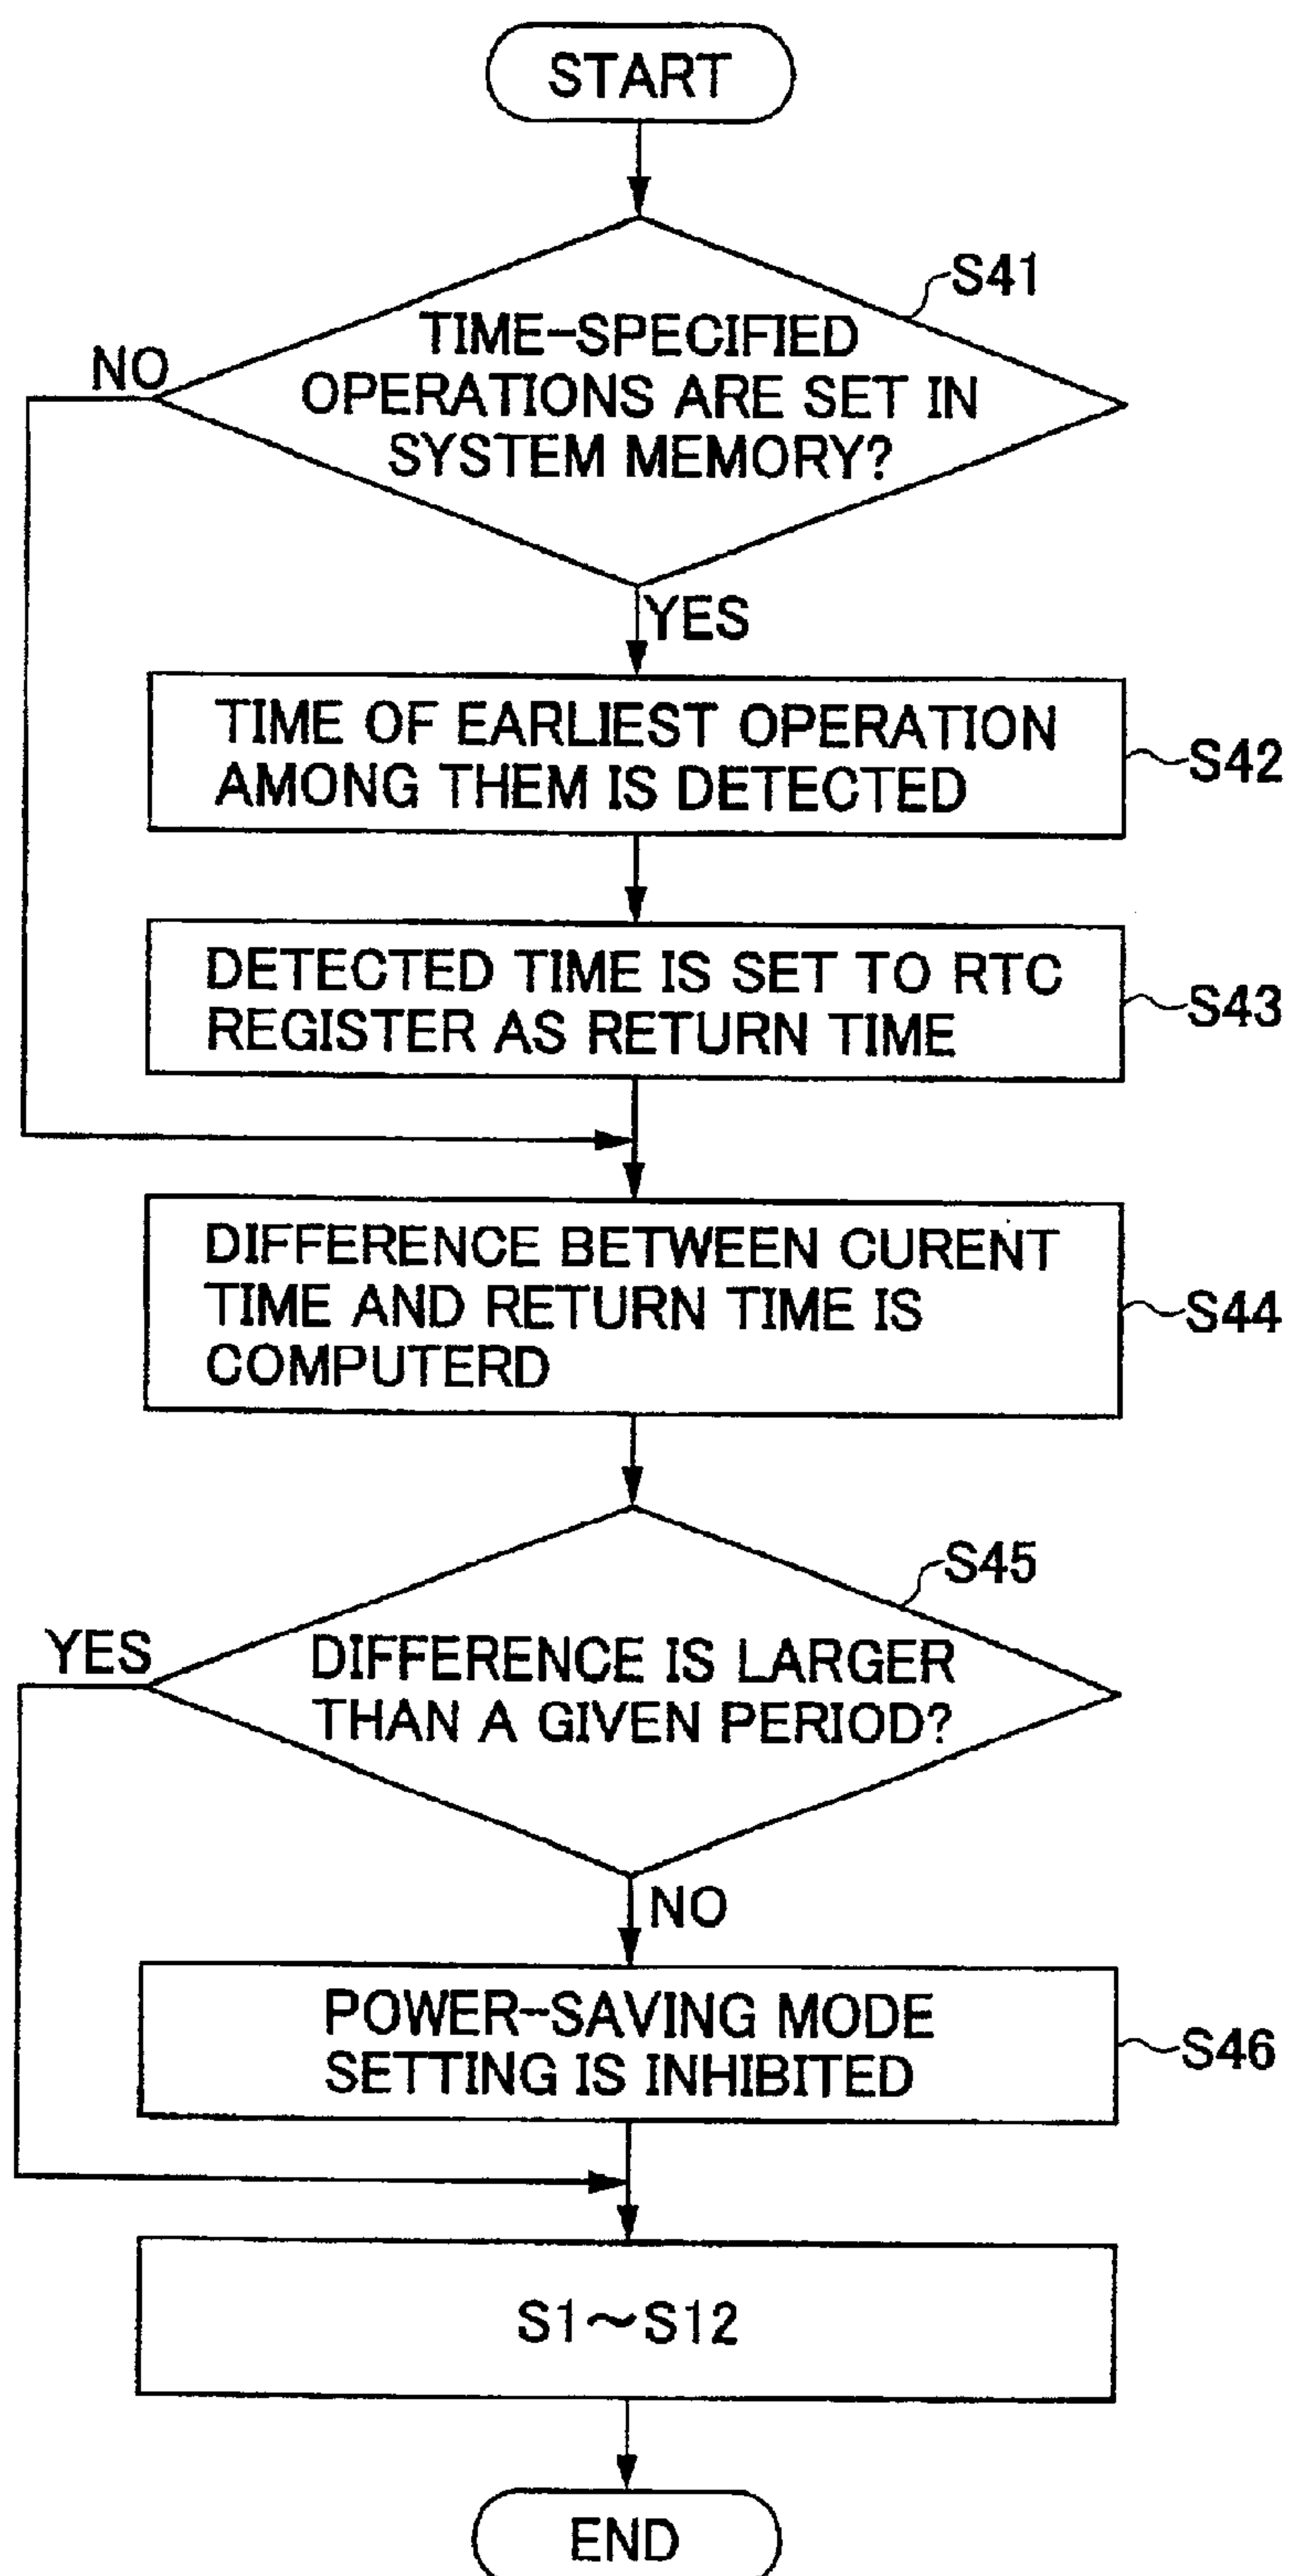 START
S41
TIME-SPECIFIED
OPERATIONS ARE SET IN
SYSTEM MEMORY?
NO
YES
TIME OF EARLIEST OPERATION
AMONG THEM IS DETECTED
S42
DETECTED TIME IS SET TO RTC
REGISTER AS RETURN TIME
S43
DIFFERENCE BETWEEN CURENT
TIME AND RETURN TIME IS
COMPUTERD
S44
S45
YES
DIFFERENCE IS LARGER
THAN A GIVEN PERIOD?
NO
POWER-SAVING MODE
SETTING IS INHIBITED
S46
S1~S12
END